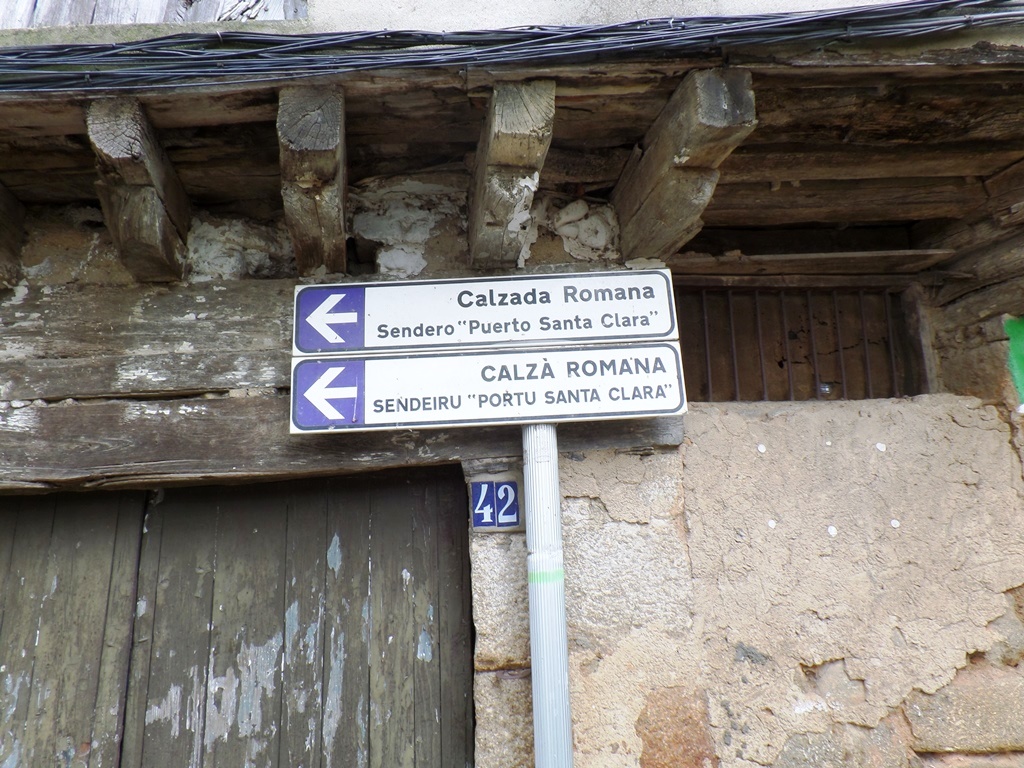 Calzada Romana
Sendero "Puerto Santa Clara"
CALZÀ ROMANA
SENDEIRU "PORTU SANTA CLARA"
42